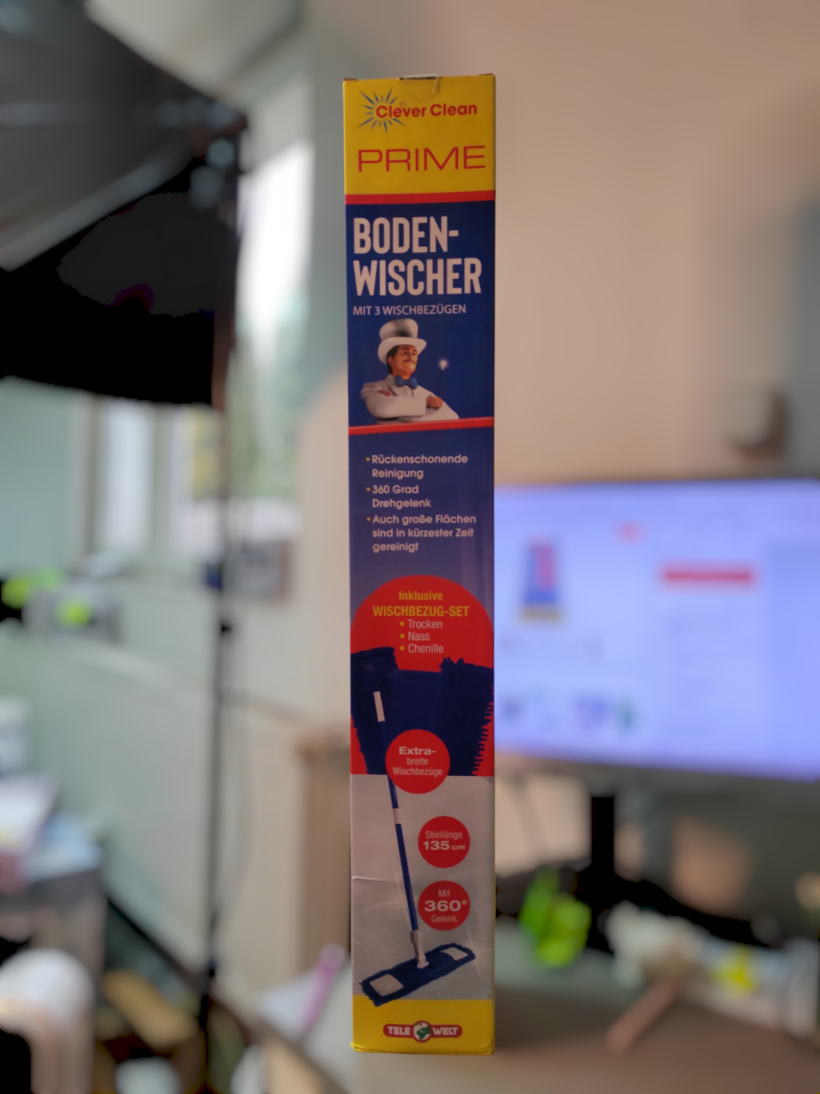 Clever Clean
PRIME
BODEN-
WISCHER
MIT 3 WISCHBEZÜGEN
• Rückenschonende
Reinigung
• 360 Grad
Drehgelenk
• Auch große Flächen
sind in kürzester Zeit
gereinigt
Inklusive
WISCHBEZUG-SET
• Trocken
• Nass
• Chenille
Extra-
breite
Wischbezüge
Stiellänge
135 cm
Mit
360°
Gelenk
TELE WELT